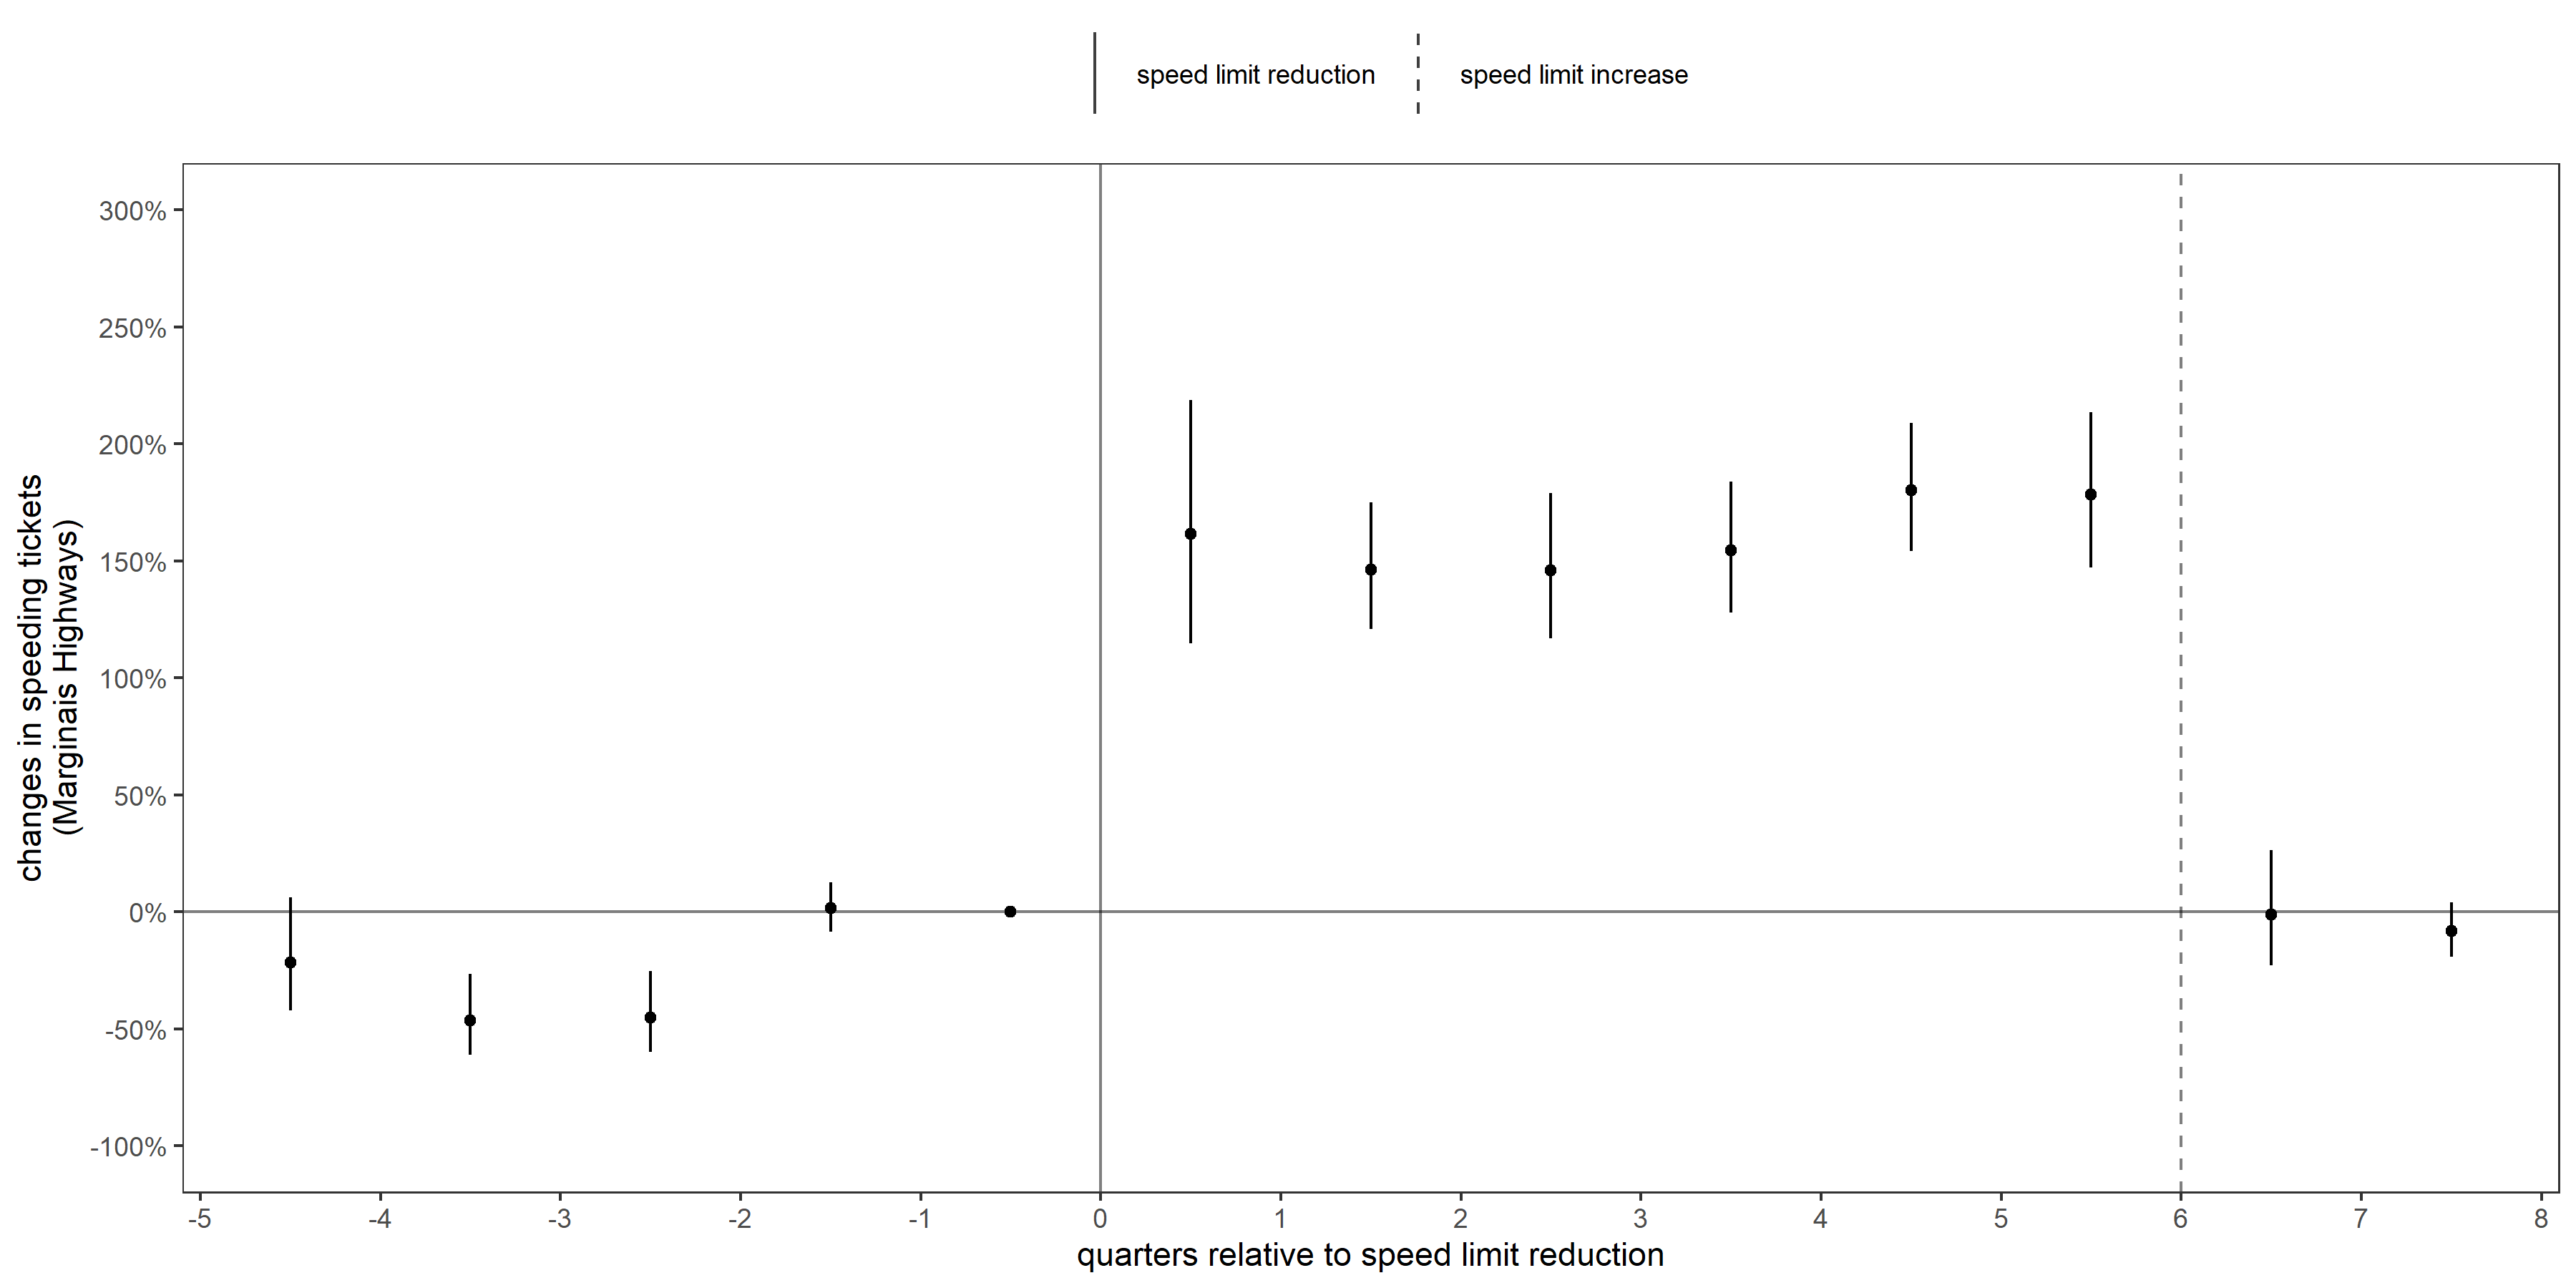 speed limit reduction speed limit increase
300%
250%
200%
150%
100%
50%
0%
-50%
-100%
changes in speeding tickets
(Marginais Highways)
-5 -4 -3 -2 -1 0 1 2 3 4 5 6 7 8
quarters relative to speed limit reduction